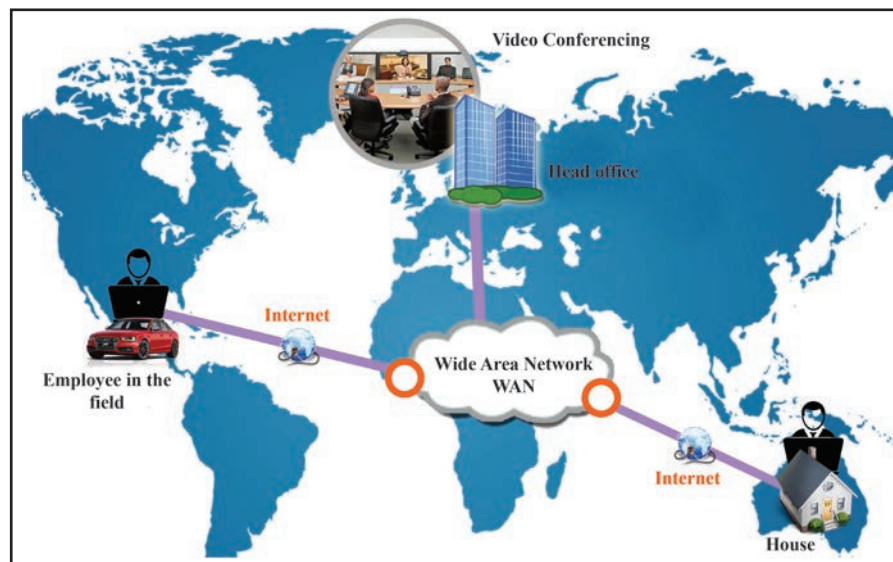 Video Conferencing
Head office
Internet
Employee in the
field
Wide Area Network
WAN
Internet
House